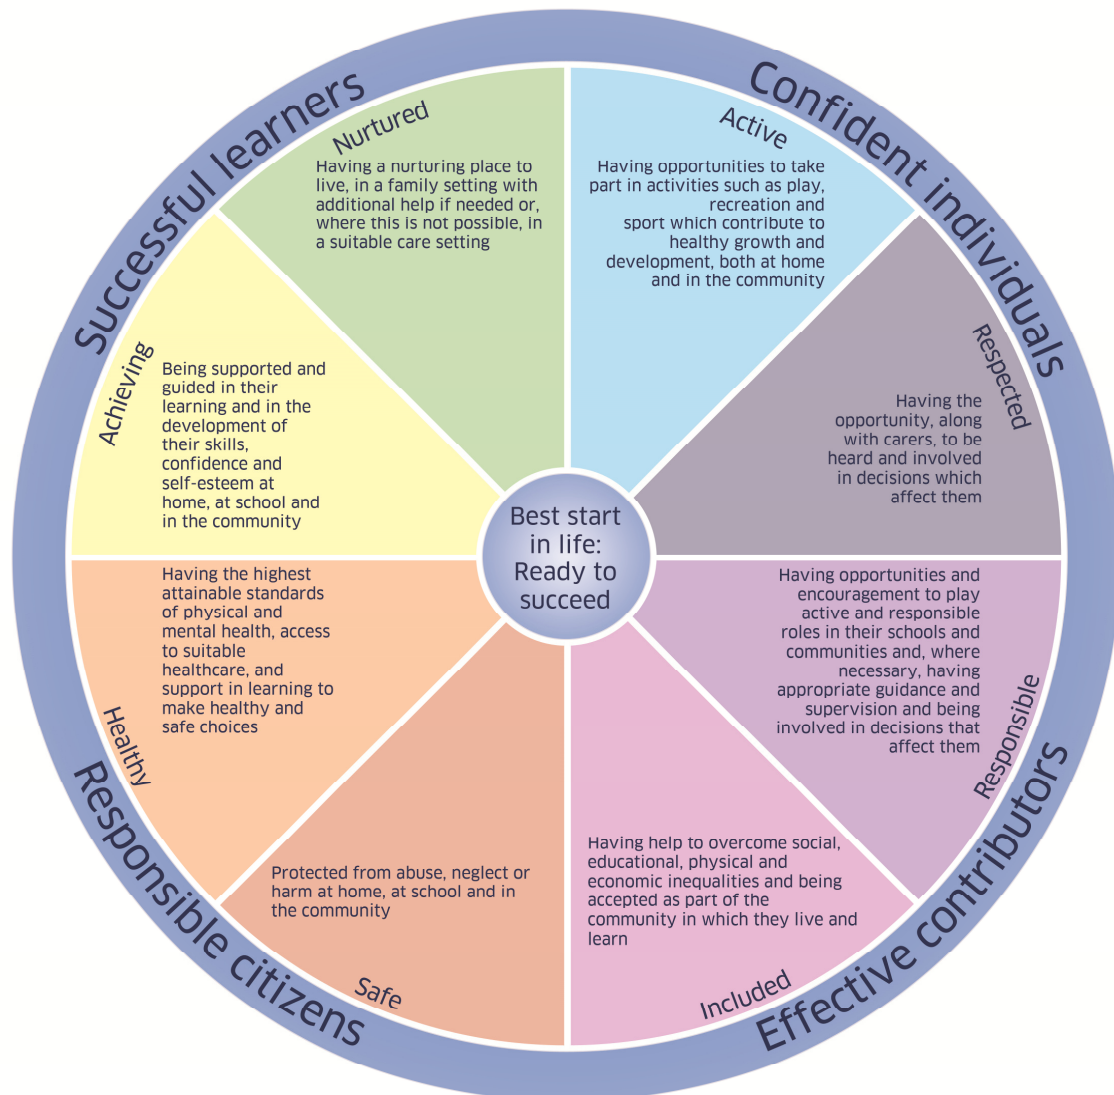 Successful learners
Confident individuals
Nurtured
Having a nurturing place to
live, in a family setting with
additional help if needed or,
where this is not possible, in
a suitable care setting
Active
Having opportunities to take
part in activities such as play,
recreation and
sport which contribute to
healthy growth and
development, both at home
and in the community
Achieving
Being supported and
guided in their
learning and in the
development of
their skills,
confidence and
self-esteem at
home, at school and
in the community
Respected
Having the
opportunity, along
with carers, to be
heard and involved
in decisions which
affect them
Best start
in life:
Ready to
succeed
Healthy
Having the highest
attainable standards
of physical and
mental health, access
to suitable
healthcare, and
support in learning to
make healthy and
safe choices
Responsible
Having opportunities and
encouragement to play
active and responsible
roles in their schools and
communities and, where
necessary, having
appropriate guidance and
supervision and being
involved in decisions that
affect them
Safe
Protected from abuse, neglect or
harm at home, at school and in
the community
Included
Having help to overcome social,
educational, physical and
economic inequalities and being
accepted as part of the
community in which they live and
learn
Responsible citizens
Effective contributors